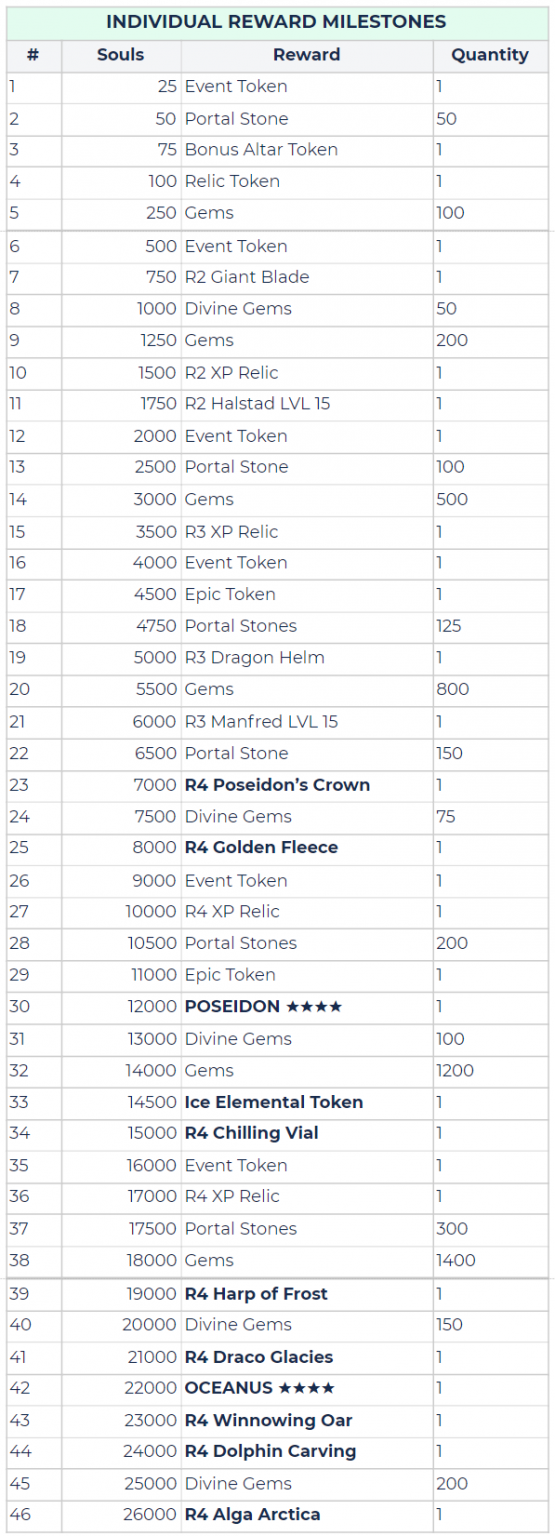 INDIVIDUAL REWARD MILESTONES
# Souls Reward Quantity
1 25 Event Token 1
2 50 Portal Stone 50
3 75 Bonus Altar Token 1
4 100 Relic Token 1
5 250 Gems 100
6 500 Event Token 1
7 750 R2 Giant Blade 1
8 1000 Divine Gems 50
9 1250 Gems 200
10 1500 R2 XP Relic 1
11 1750 R2 Halstad LVL 15 1
12 2000 Event Token 1
13 2500 Portal Stone 100
14 3000 Gems 500
15 3500 R3 XP Relic 1
16 4000 Event Token 1
17 4500 Epic Token 1
18 4750 Portal Stones 125
19 5000 R3 Dragon Helm 1
20 5500 Gems 800
21 6000 R3 Manfred LVL 15 1
22 6500 Portal Stone 150
23 7000 R4 Poseidon’s Crown 1
24 7500 Divine Gems 75
25 8000 R4 Golden Fleece 1
26 9000 Event Token 1
27 10000 R4 XP Relic 1
28 10500 Portal Stones 200
29 11000 Epic Token 1
30 12000 POSEIDON ★★★★ 1
31 13000 Divine Gems 100
32 14000 Gems 1200
33 14500 Ice Elemental Token 1
34 15000 R4 Chilling Vial 1
35 16000 Event Token 1
36 17000 R4 XP Relic 1
37 17500 Portal Stones 300
38 18000 Gems 1400
39 19000 R4 Harp of Frost 1
40 20000 Divine Gems 150
41 21000 R4 Draco Glacies 1
42 22000 OCEANUS ★★★★ 1
43 23000 R4 Winnowing Oar 1
44 24000 R4 Dolphin Carving 1
45 25000 Divine Gems 200
46 26000 R4 Alga Arctica 1